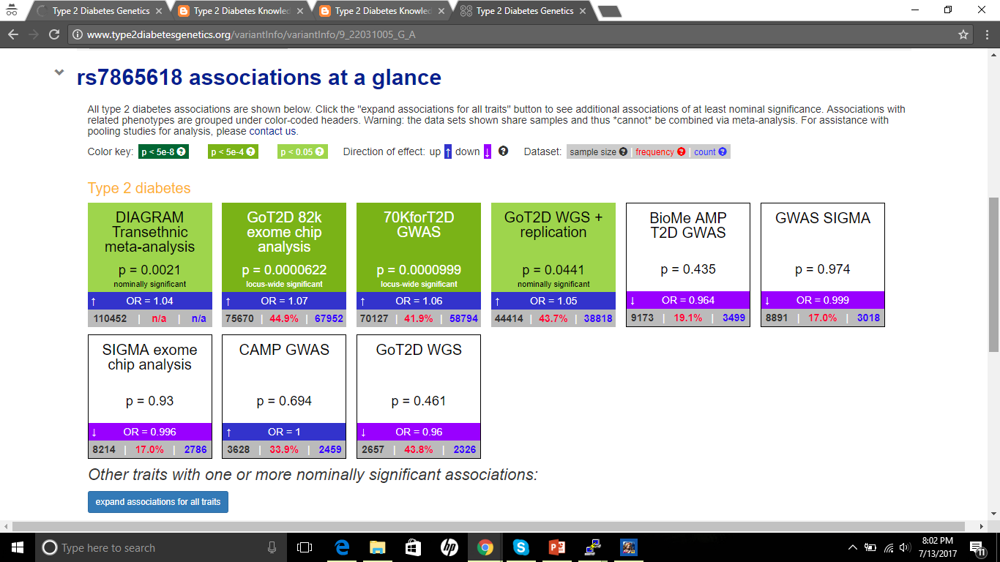 Type 2 Diabetes Genetics
Type 2 Diabetes Knowled
Type 2 Diabetes Knowled
Type 2 Diabetes Genetics
www.type2diabetesgenetics.org/variantInfo/variantInfo/9_22031005_G_A
rs7865618 associations at a glance
All type 2 diabetes associations are shown below. Click the "expand associations for all traits" button to see additional associations of at least nominal significance. Associations with
related phenotypes are grouped under color-coded headers. Warning: the data sets shown share samples and thus *cannot* be combined via meta-analysis. For assistance with
pooling studies for analysis, please contact us.
Color key: p < 5e-8 ? p < 5e-4 ? p < 0.05 ? Direction of effect: up ↑ down ↓ ? Dataset: sample size ? | frequency ? | count ?
Type 2 diabetes
DIAGRAM
Transethnic
meta-analysis
p = 0.0021
nominally significant
↑ OR = 1.04
110452 | n/a | n/a
GoT2D 82k
exome chip
analysis
p = 0.0000622
locus-wide significant
↑ OR = 1.07
75670 | 44.9% | 67952
70KforT2D
GWAS
p = 0.0000999
locus-wide significant
↑ OR = 1.06
70127 | 41.9% | 58794
GoT2D WGS +
replication
p = 0.0441
nominally significant
↑ OR = 1.05
44414 | 43.7% | 38818
BioMe AMP
T2D GWAS
p = 0.435
↓ OR = 0.964
9173 | 19.1% | 3499
GWAS SIGMA
p = 0.974
↓ OR = 0.999
8891 | 17.0% | 3018
SIGMA exome
chip analysis
p = 0.93
↓ OR = 0.996
8214 | 17.0% | 2786
CAMP GWAS
p = 0.694
↑ OR = 1
3628 | 33.9% | 2459
GoT2D WGS
p = 0.461
↓ OR = 0.96
2657 | 43.8% | 2326
Other traits with one or more nominally significant associations:
expand associations for all traits
Type here to search
8:02 PM
7/13/2017
11